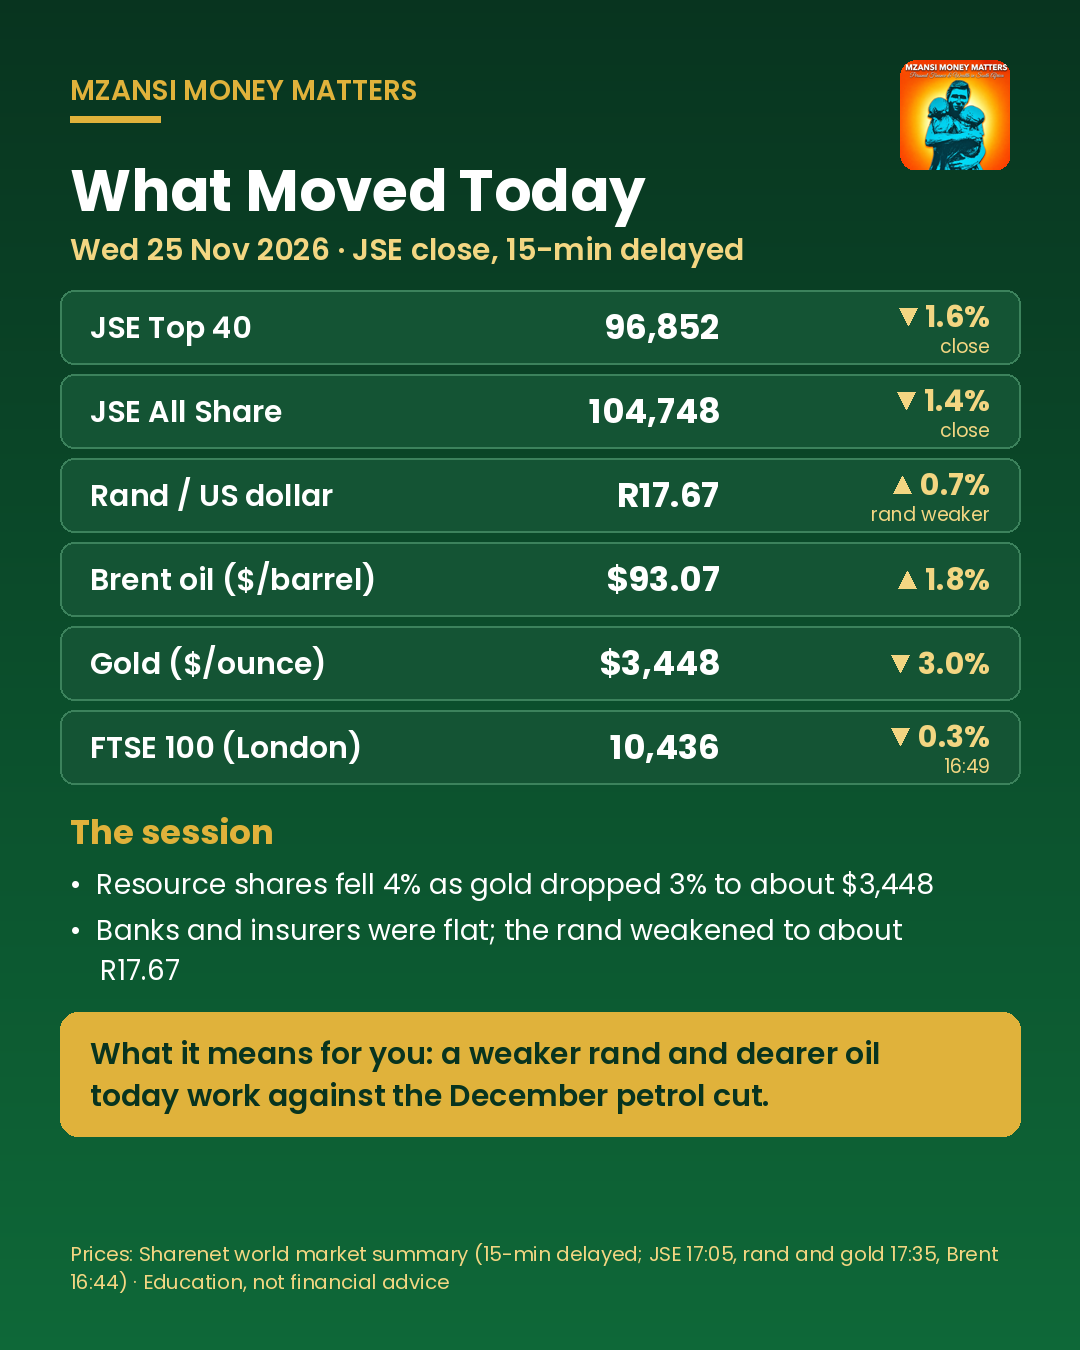 MZANSI MONEY MATTERS
MZANSI MONEY MATTERS
What Moved Today
Wed 25 Nov 2026 · JSE close, 15-min delayed
JSE Top 40 96,852 ▼ 1.6%
close
JSE All Share 104,748 ▼ 1.4%
close
Rand / US dollar R17.67 ▲ 0.7%
rand weaker
Brent oil ($/barrel) $93.07 ▲ 1.8%
Gold ($/ounce) $3,448 ▼ 3.0%
FTSE 100 (London) 10,436 ▼ 0.3%
16:49
The session
• Resource shares fell 4% as gold dropped 3% to about $3,448
• Banks and insurers were flat; the rand weakened to about
R17.67
What it means for you: a weaker rand and dearer oil
today work against the December petrol cut.
Prices: Sharenet world market summary (15-min delayed; JSE 17:05, rand and gold 17:35, Brent
16:44) · Education, not financial advice